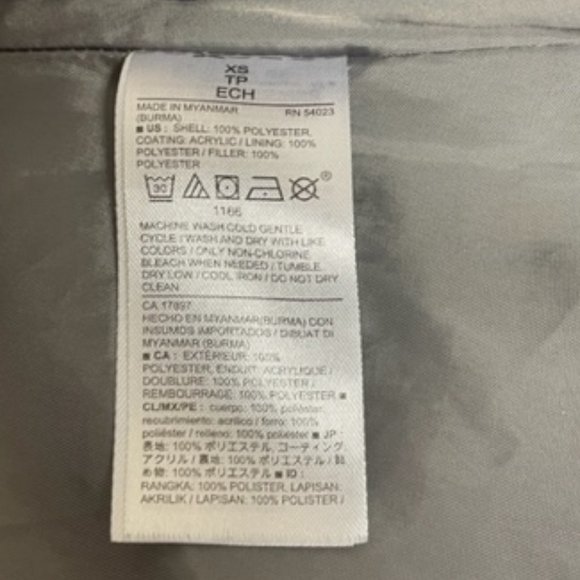 XS
TP
ECH
MADE IN MYANMAR RN 54023
(BURMA)
■ US : SHELL: 100% POLYESTER,
COATING: ACRYLIC / LINING: 100%
POLYESTER / FILLER: 100%
POLYESTER
30 ®
1166
MACHINE WASH COLD GENTLE
CYCLE / WASH AND DRY WITH LIKE
COLORS / ONLY NON-CHLORINE
BLEACH WHEN NEEDED / TUMBLE
DRY LOW / COOL IRON / DO NOT DRY
CLEAN
CA 17897
HECHO EN MYANMAR(BURMA) CON
INSUMOS IMPORTADOS / DIBUAT DI
MYANMAR (BURMA)
■ CA : EXTÉRIEUR: 100%
POLYESTER, ENDUIT: ACRYLIQUE /
DOUBLURE: 100% POLYESTER /
REMBOURRAGE: 100% POLYESTER ■
CL/MX/PE : cuerpo: 100% poliéster,
recubrimiento: acrílico / forro: 100%
poliéster / relleno: 100% poliéster ■ JP :
表地: 100% ポリエステル, コーティング,
アクリル / 裏地: 100% ポリエステル / 詰
め物: 100% ポリエステル ■ ID :
RANGKA: 100% POLISTER, LAPISAN:
AKRILIK / LAPISAN: 100% POLISTER /